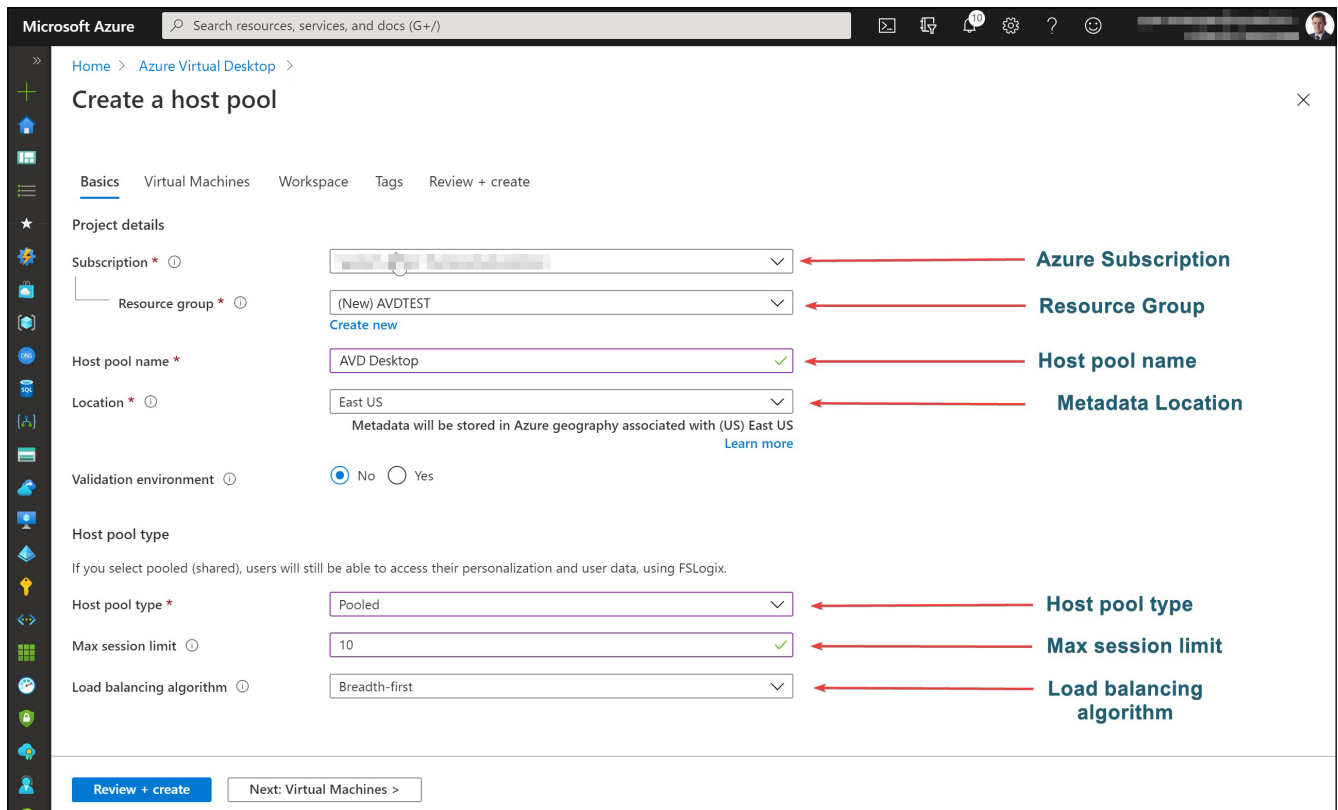 Microsoft Azure
Search resources, services, and docs (G+/)
10
Home > Azure Virtual Desktop >
Create a host pool
Basics Virtual Machines Workspace Tags Review + create
Project details
Subscription *
Azure Subscription
Resource group *
(New) AVDTEST
Resource Group
Create new
Host pool name *
AVD Desktop
Host pool name
Location *
East US
Metadata Location
Metadata will be stored in Azure geography associated with (US) East US
Learn more
Validation environment
No Yes
Host pool type
If you select pooled (shared), users will still be able to access their personalization and user data, using FSLogix.
Host pool type *
Pooled
Host pool type
Max session limit
10
Max session limit
Load balancing algorithm
Breadth-first
Load balancing
algorithm
DNS
SQL
Review + create
Next: Virtual Machines >